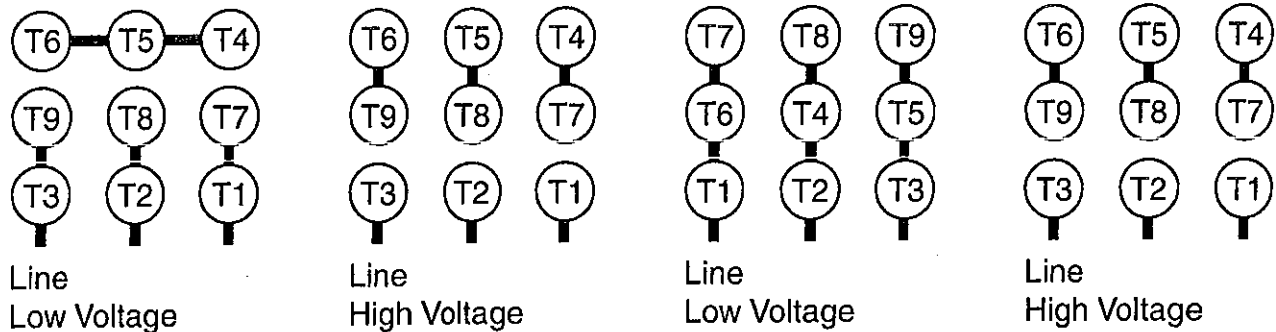 T6 T5 T4 T6 T5 T4 T7 T8 T9 T6 T5 T4
T9 T8 T7 T9 T8 T7 T6 T4 T5 T9 T8 T7
T3 T2 T1 T3 T2 T1 T1 T2 T3 T3 T2 T1
Line Line Line Line
Low Voltage High Voltage Low Voltage High Voltage